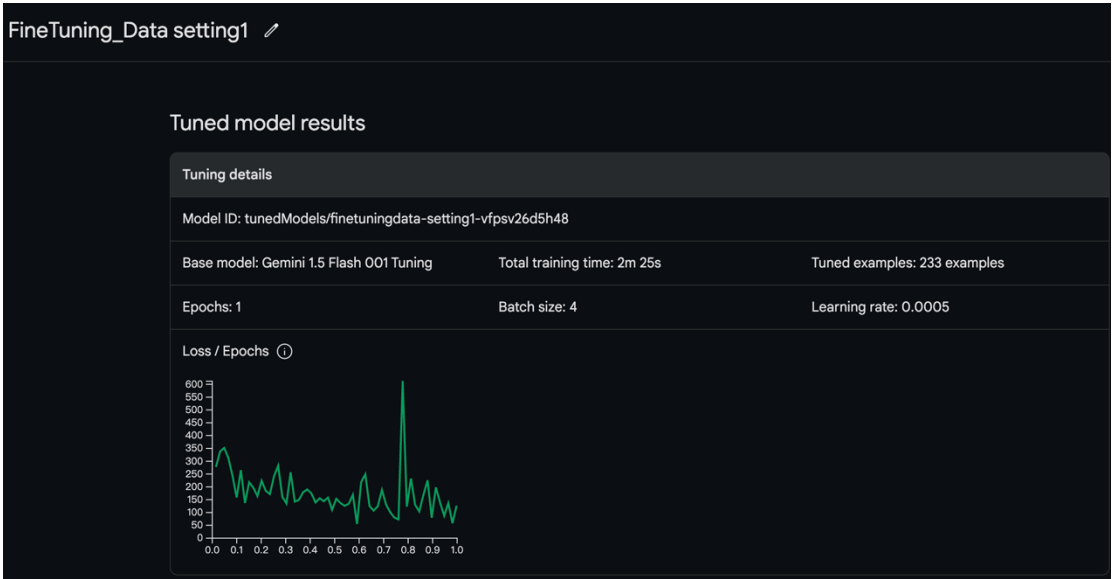 FineTuning_Data setting1
Tuned model results
Tuning details
Model ID: tunedModels/finetuningdata-setting1-vfpsv26d5h48
Base model: Gemini 1.5 Flash 001 Tuning Total training time: 2m 25s Tuned examples: 233 examples
Epochs: 1 Batch size: 4 Learning rate: 0.0005
Loss / Epochs
600
550
500
450
400
350
300
250
200
150
100
50
0
0.0 0.1 0.2 0.3 0.4 0.5 0.6 0.7 0.8 0.9 1.0